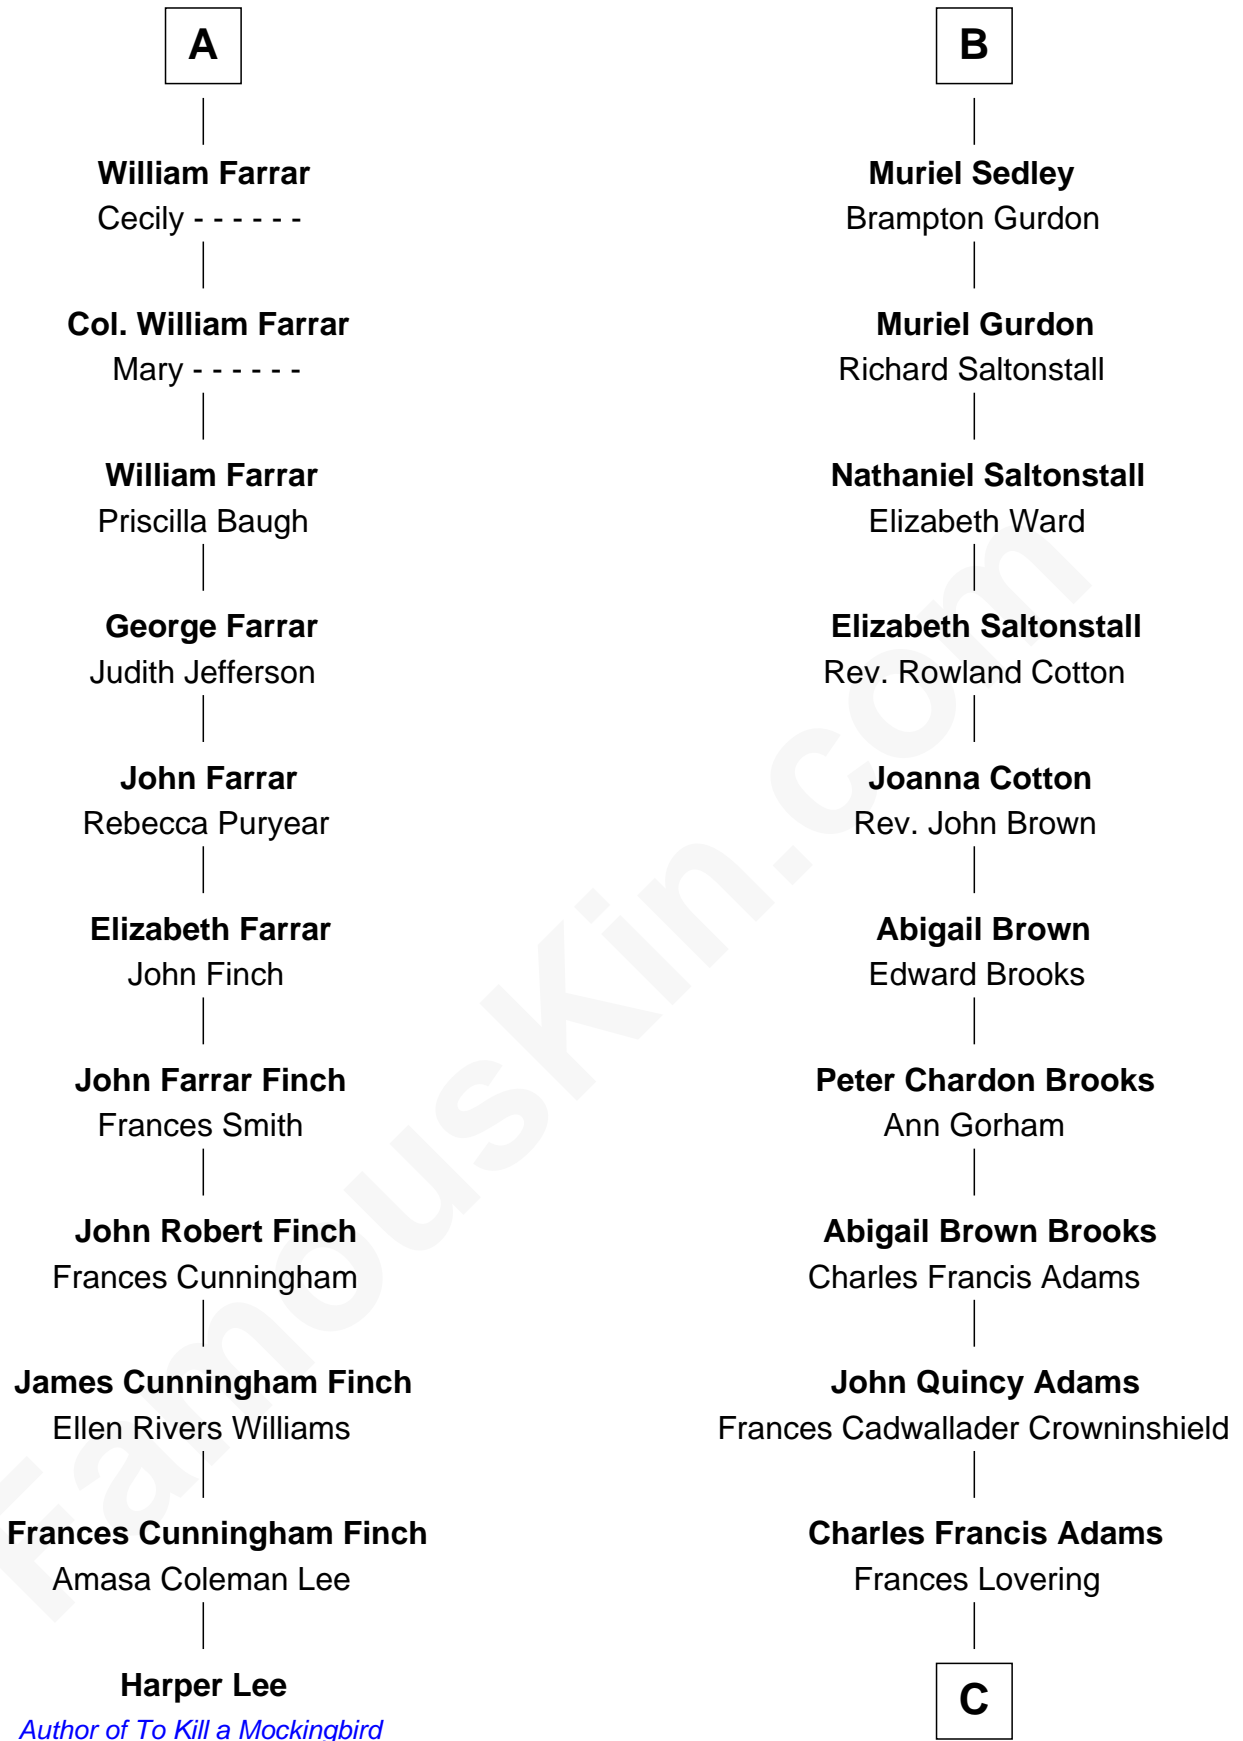 A
William Farrar
Cecily - - - - - -
Col. William Farrar
Mary - - - - - -
William Farrar
Priscilla Baugh
George Farrar
Judith Jefferson
John Farrar
Rebecca Puryear
Elizabeth Farrar
John Finch
John Farrar Finch
Frances Smith
John Robert Finch
Frances Cunningham
James Cunningham Finch
Ellen Rivers Williams
Frances Cunningham Finch
Amasa Coleman Lee
Harper Lee
Author of To Kill a Mockingbird
B
Muriel Sedley
Brampton Gurdon
Muriel Gurdon
Richard Saltonstall
Nathaniel Saltonstall
Elizabeth Ward
Elizabeth Saltonstall
Rev. Rowland Cotton
Joanna Cotton
Rev. John Brown
Abigail Brown
Edward Brooks
Peter Chardon Brooks
Ann Gorham
Abigail Brown Brooks
Charles Francis Adams
John Quincy Adams
Frances Cadwallader Crowninshield
Charles Francis Adams
Frances Lovering
C
FamousKin.com